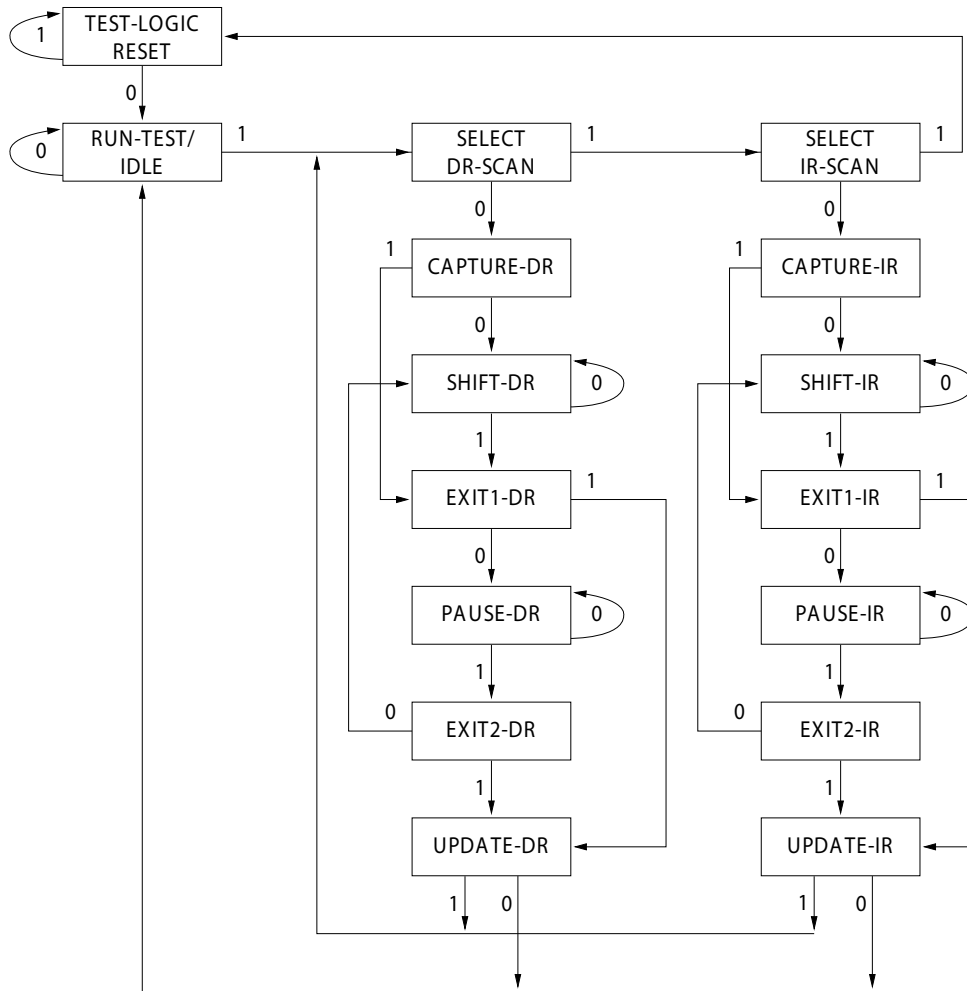 TEST-LOGIC
RESET
1
0
RUN-TEST/
IDLE
0
1
SELECT
DR-SCAN
1
SELECT
IR-SCAN
1
0
0
1
CAPTURE-DR
1
CAPTURE-IR
0
0
SHIFT-DR
0
SHIFT-IR
0
1
1
EXIT1-DR
1
EXIT1-IR
1
0
0
PAUSE-DR
0
PAUSE-IR
0
1
1
0
EXIT2-DR
0
EXIT2-IR
1
1
UPDATE-DR
UPDATE-IR
1
0
1
0